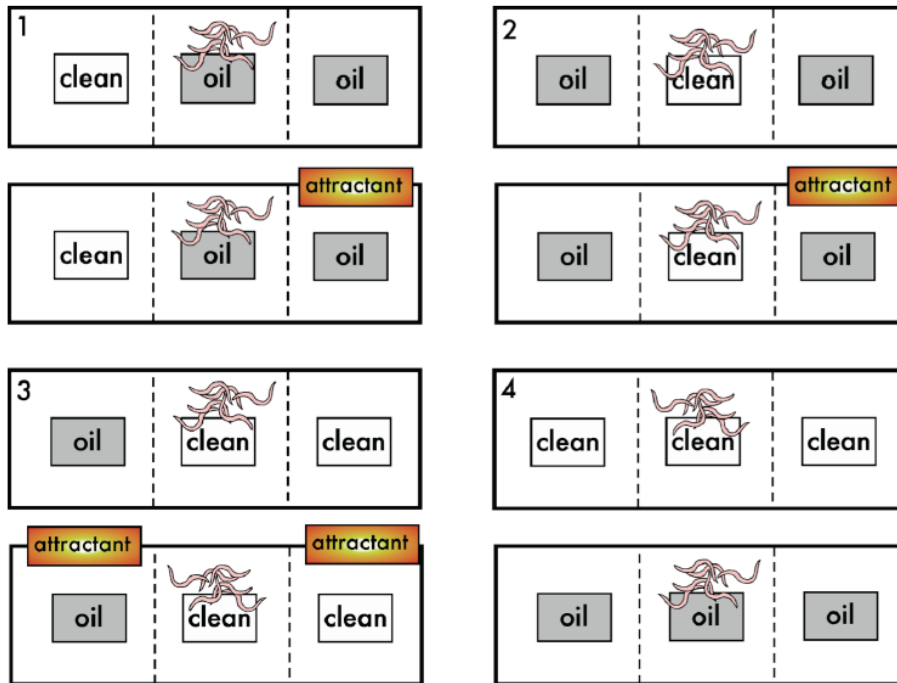 1
clean oil oil
attractant
clean oil oil
2
oil clean oil
attractant
oil clean oil
3
oil clean clean
attractant attractant
oil clean clean
4
clean clean clean
oil oil oil